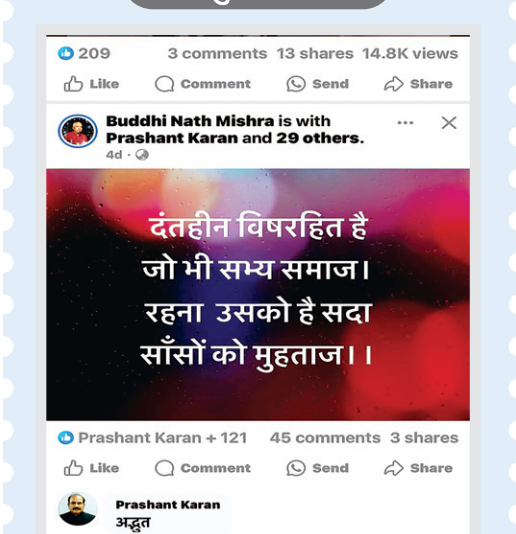 209 3 comments 13 shares 14.8K views
Like Comment Send Share
Buddhi Nath Mishra is with
Prashant Karan and 29 others.
4d
दंतहीन विषरहित है
जो भी सभ्य समाज।
रहना उसको है सदा
साँसों को मुहताज।।
Prashant Karan + 121 45 comments 3 shares
Like Comment Send Share
Prashant Karan
अद्भुत